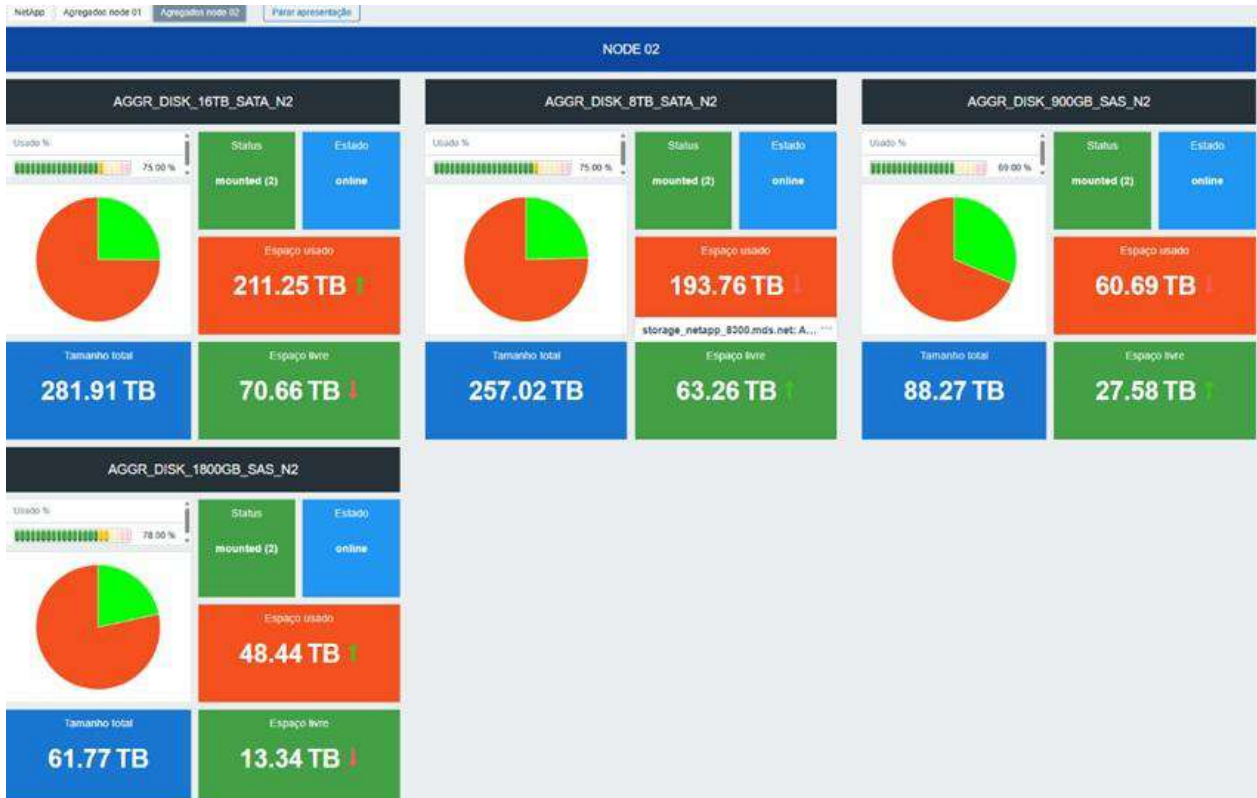 NetApp Agregados node 01 Agregados node 02 Parar apresentação
NODE 02
AGGR_DISK_16TB_SATA_N2
Usado %
75.00 %
Status
mounted (2)
Estado
online
Espaço usado
211.25 TB
Tamanho total
281.91 TB
Espaço livre
70.66 TB
AGGR_DISK_8TB_SATA_N2
Usado %
75.00 %
Status
mounted (2)
Estado
online
Espaço usado
193.76 TB
storage_netapp_8300.mds.net: A...
Tamanho total
257.02 TB
Espaço livre
63.26 TB
AGGR_DISK_900GB_SAS_N2
Usado %
69.00 %
Status
mounted (2)
Estado
online
Espaço usado
60.69 TB
Tamanho total
88.27 TB
Espaço livre
27.58 TB
AGGR_DISK_1800GB_SAS_N2
Usado %
78.00 %
Status
mounted (2)
Estado
online
Espaço usado
48.44 TB
Tamanho total
61.77 TB
Espaço livre
13.34 TB